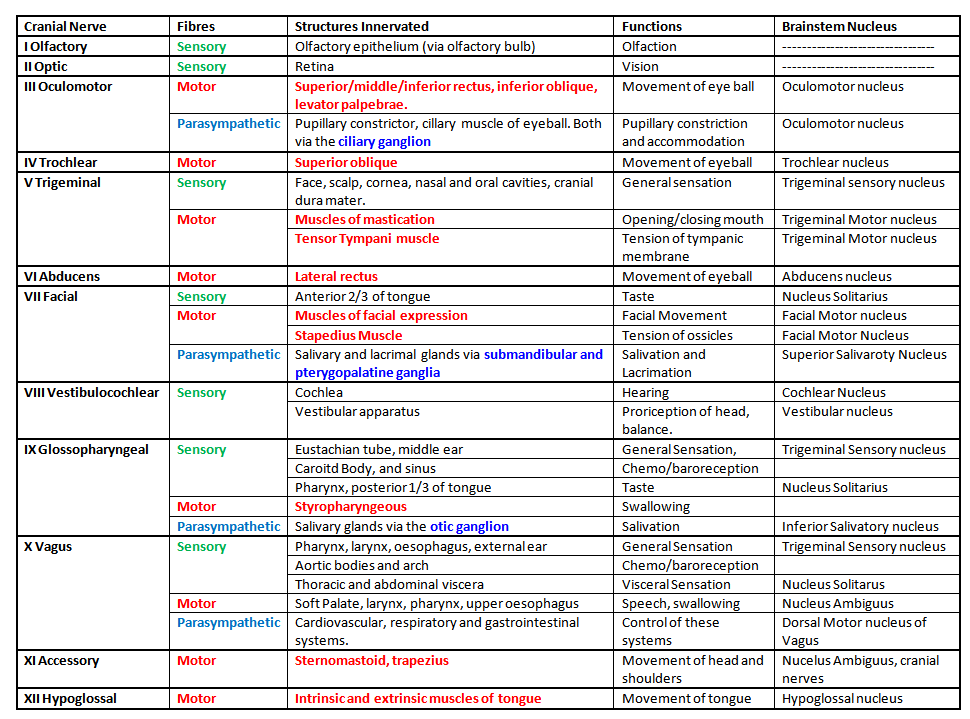 Cranial Nerve Fibres Structures Innervated Functions Brainstem Nucleus
I Olfactory Sensory Olfactory epithelium (via olfactory bulb) Olfaction ---------------------------------
II Optic Sensory Retina Vision ---------------------------------
III Oculomotor Motor Superior/middle/inferior rectus, inferior oblique, Movement of eye ball Oculomotor nucleus
levator palpebrae.
Parasympathetic Pupillary constrictor, cillary muscle of eyeball. Both Pupillary constriction Oculomotor nucleus
via the ciliary ganglion and accommodation
IV Trochlear Motor Superior oblique Movement of eyeball Trochlear nucleus
V Trigeminal Sensory Face, scalp, cornea, nasal and oral cavities, cranial General sensation Trigeminal sensory nucleus
dura mater.
Motor Muscles of mastication Opening/closing mouth Trigeminal Motor nucleus
Tensor Tympani muscle Tension of tympanic Trigeminal Motor nucleus
membrane
VI Abducens Motor Lateral rectus Movement of eyeball Abducens nucleus
VII Facial Sensory Anterior 2/3 of tongue Taste Nucleus Solitarius
Motor Muscles of facial expression Facial Movement Facial Motor nucleus
Stapedius Muscle Tension of ossicles Facial Motor Nucleus
Parasympathetic Salivary and lacrimal glands via submandibular and Salivation and Superior Salivaroty Nucleus
pterygopalatine ganglia Lacrimation
VIII Vestibulocochlear Sensory Cochlea Hearing Cochlear Nucleus
Vestibular apparatus Proriception of head, Vestibular nucleus
balance.
IX Glossopharyngeal Sensory Eustachian tube, middle ear General Sensation, Trigeminal Sensory nucleus
Caroitd Body, and sinus Chemo/baroreception
Pharynx, posterior 1/3 of tongue Taste Nucleus Solitarius
Motor Styropharyngeous Swallowing
Parasympathetic Salivary glands via the otic ganglion Salivation Inferior Salivatory nucleus
X Vagus Sensory Pharynx, larynx, oesophagus, external ear General Sensation Trigeminal Sensory nucleus
Aortic bodies and arch Chemo/baroreception
Thoracic and abdominal viscera Visceral Sensation Nucleus Solitarus
Motor Soft Palate, larynx, pharynx, upper oesophagus Speech, swallowing Nucleus Ambiguus
Parasympathetic Cardiovascular, respiratory and gastrointestinal Control of these Dorsal Motor nucleus of
systems. systems Vagus
XI Accessory Motor Sternomastoid, trapezius Movement of head and Nucelus Ambiguus, cranial
shoulders nerves
XII Hypoglossal Motor Intrinsic and extrinsic muscles of tongue Movement of tongue Hypoglossal nucleus